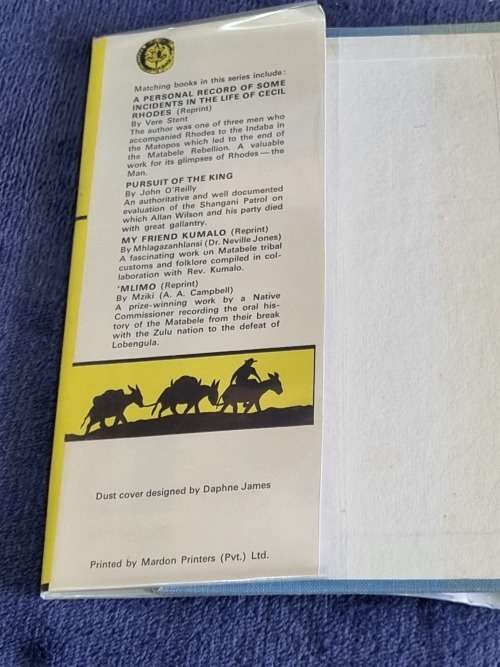 Matching books in this series include:
A PERSONAL RECORD OF SOME
INCIDENTS IN THE LIFE OF CECIL
RHODES (Reprint)
By Vere Stent
The author was one of three men who
accompanied Rhodes to the Indaba in
the Matopos which led to the end of
the Matabele Rebellion. A valuable
work for its glimpses of Rhodes — the
Man.
PURSUIT OF THE KING
By John O'Reilly
An authoritative and well documented
evaluation of the Shangani Patrol on
which Allan Wilson and his party died
with great gallantry.
MY FRIEND KUMALO (Reprint)
By Mhlagazanhlansi (Dr. Neville Jones)
A fascinating work on Matabele tribal
customs and folklore compiled in col-
laboration with Rev. Kumalo.
'MLIMO (Reprint)
By Mziki (A. A. Campbell)
A prize-winning work by a Native
Commissioner recording the oral his-
tory of the Matabele from their break
with the Zulu nation to the defeat of
Lobengula.
Dust cover designed by Daphne James
Printed by Mardon Printers (Pvt.) Ltd.